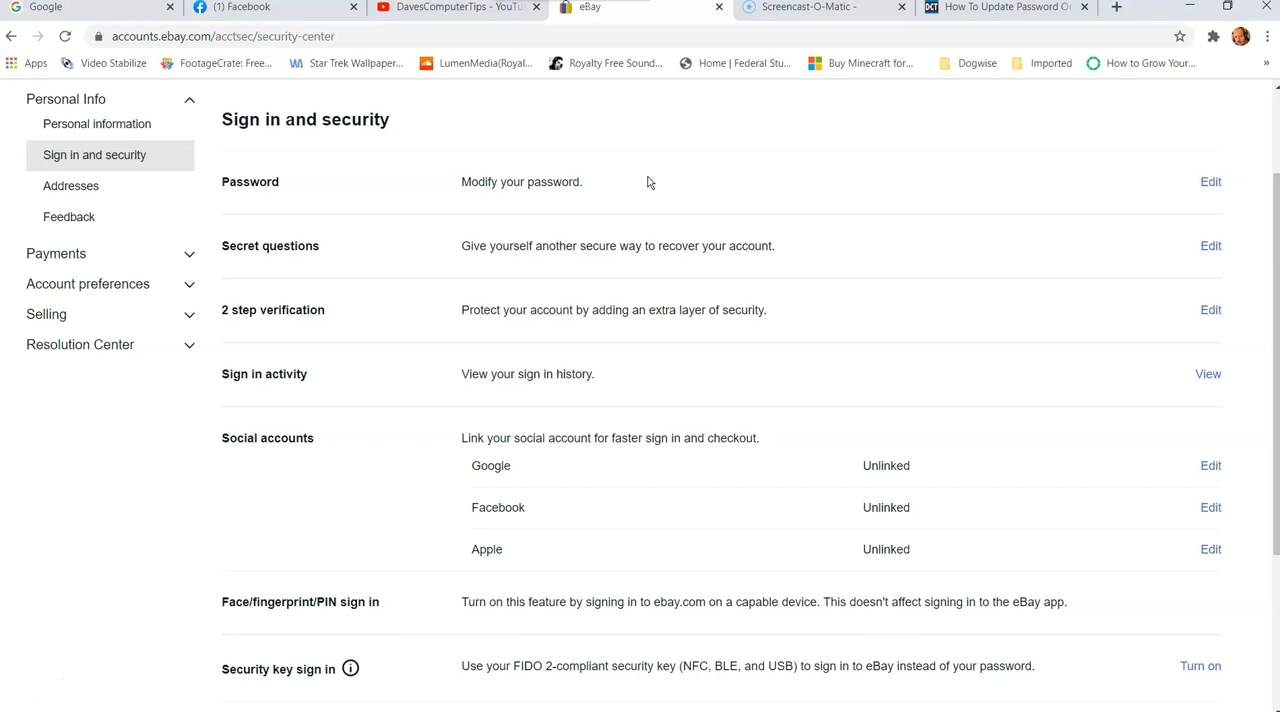 Google
(1) Facebook
DavesComputerTips - YouTu
eBay
Screencast-O-Matic -
DCT How To Update Password O
accounts.ebay.com/acctsec/security-center
Apps Video Stabilize FootageCrate: Free... Star Trek Wallpaper... LumenMedia(Royal... Royalty Free Sound... Home | Federal Stu... Buy Minecraft for... Dogwise Imported How to Grow Your... »
Personal Info
Personal information
Sign in and security
Addresses
Feedback
Payments
Account preferences
Selling
Resolution Center
Sign in and security
Password Modify your password. Edit
Secret questions Give yourself another secure way to recover your account. Edit
2 step verification Protect your account by adding an extra layer of security. Edit
Sign in activity View your sign in history. View
Social accounts Link your social account for faster sign in and checkout.
Google Unlinked Edit
Facebook Unlinked Edit
Apple Unlinked Edit
Face/fingerprint/PIN sign in Turn on this feature by signing in to ebay.com on a capable device. This doesn't affect signing in to the eBay app.
Security key sign in Use your FIDO 2-compliant security key (NFC, BLE, and USB) to sign in to eBay instead of your password. Turn on